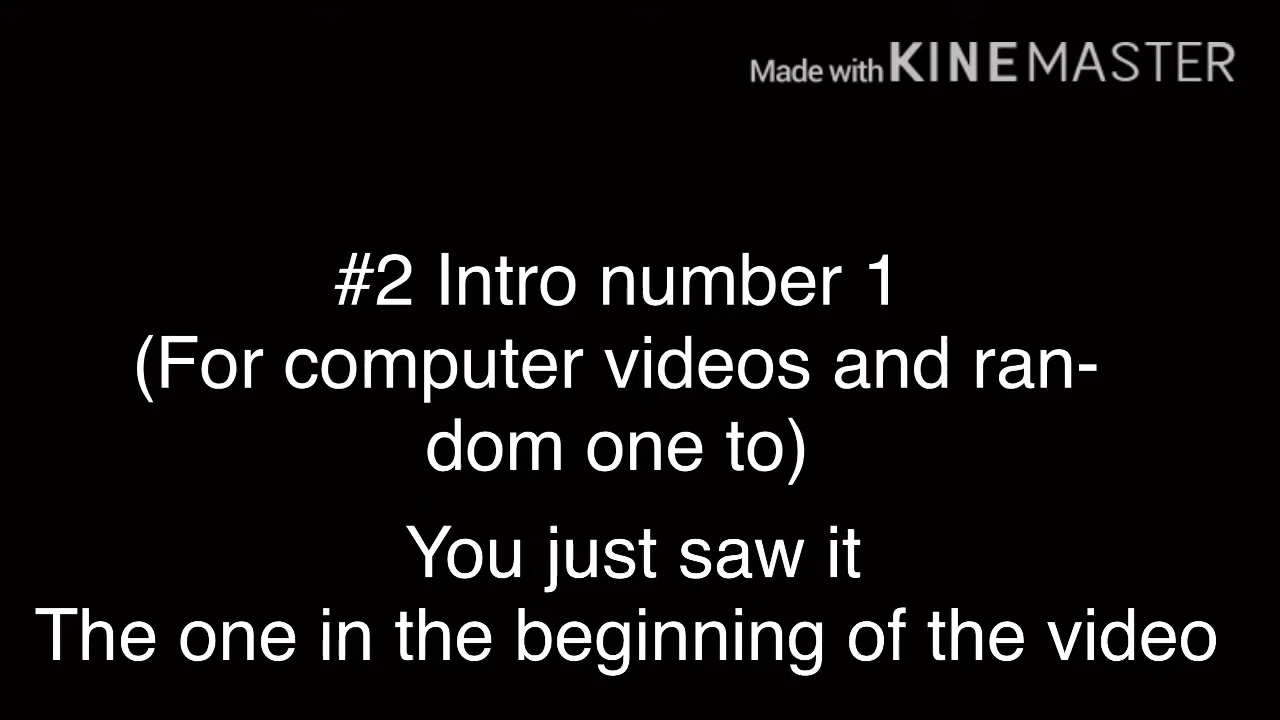 Made with KINEMASTER
#2 Intro number 1
(For computer videos and ran-
dom one to)
You just saw it
The one in the beginning of the video